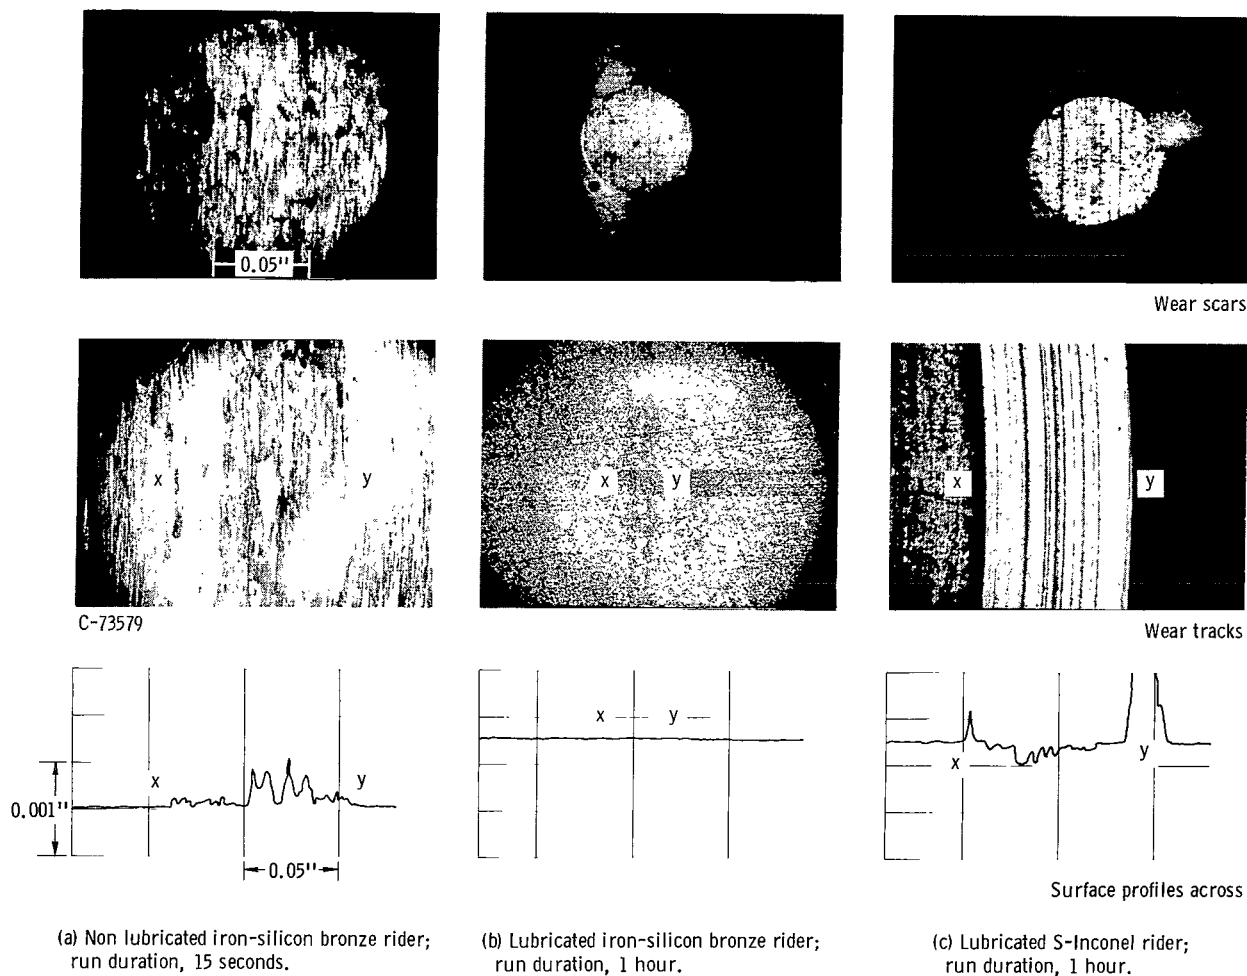 0.05"
Wear scars
x
y
x
y
x
y
C-73579
Wear tracks
x
y
0.001"
0.05"
x
y
x
y
Surface profiles across
(a) Non lubricated iron-silicon bronze rider;
run duration, 15 seconds.
(b) Lubricated iron-silicon bronze rider;
run duration, 1 hour.
(c) Lubricated S-Inconel rider;
run duration, 1 hour.